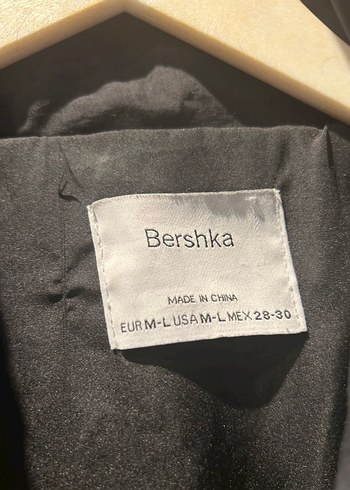 Bershka
MADE IN CHINA
EUR M-L USA M-L MEX 28-30